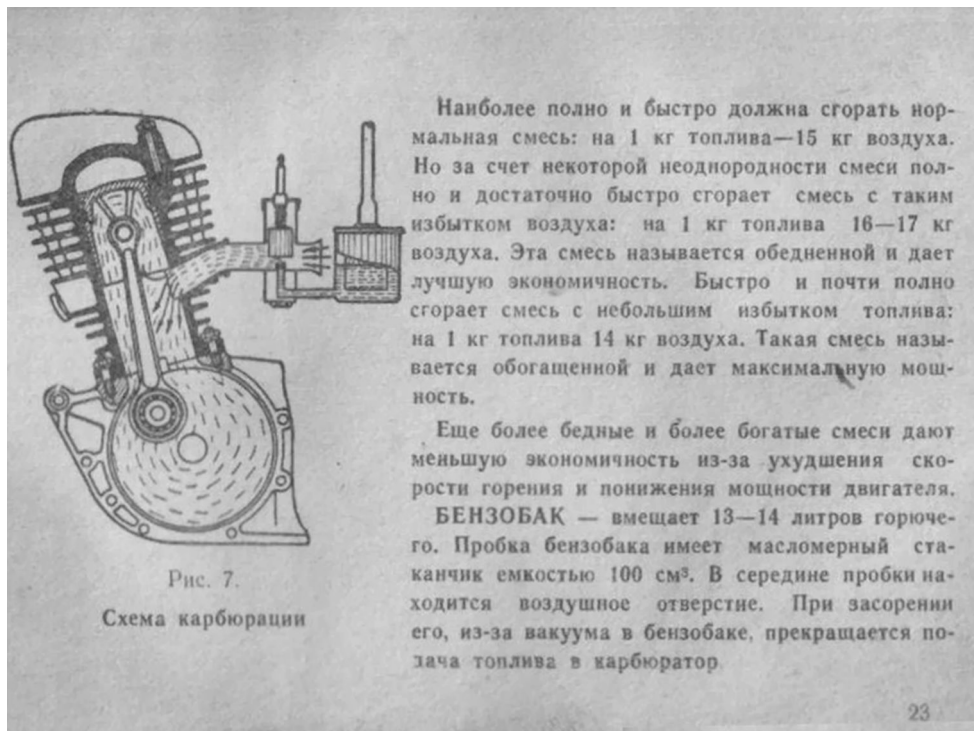 Наиболее полно и быстро должна сгорать нор-
мальная смесь: на 1 кг топлива—15 кг воздуха.
Но за счет некоторой неоднородности смеси пол-
но и достаточно быстро сгорает смесь с таким
избытком воздуха: на 1 кг топлива 16—17 кг
воздуха. Эта смесь называется обедненной и дает
лучшую экономичность. Быстро и почти полно
сгорает смесь с небольшим избытком топлива:
на 1 кг топлива 14 кг воздуха. Такая смесь назы-
вается обогащенной и дает максимальную мощ-
ность.
Еще более бедные и более богатые смеси дают
меньшую экономичность из-за ухудшения ско-
рости горения и понижения мощности двигателя.
БЕНЗОБАК — вмещает 13—14 литров горюче-
го. Пробка бензобака имеет масломерный ста-
канчик емкостью 100 см³. В середине пробки на-
ходится воздушное отверстие. При засорении
его, из-за вакуума в бензобаке, прекращается по-
дача топлива в карбюратор
Рис. 7.
Схема карбюрации
23